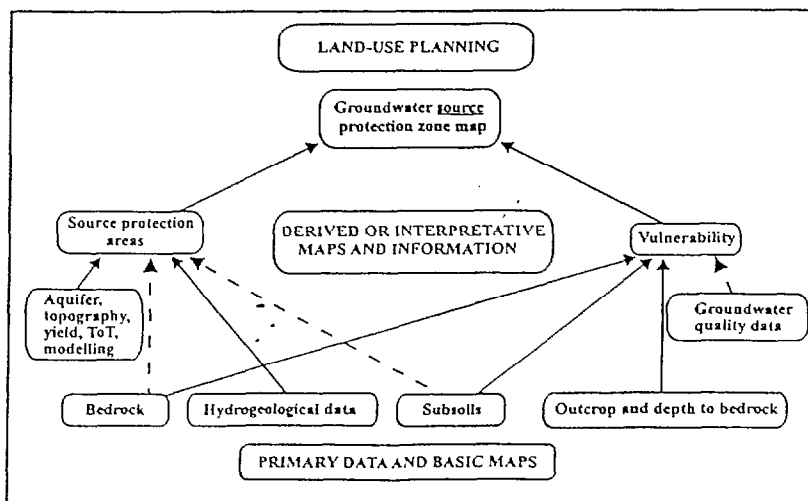 LAND-USE PLANNING
Groundwater source
protection zone map
Source protection
areas
DERIVED OR INTERPRETATIVE
MAPS AND INFORMATION
Vulnerability
Aquifer,
topography,
yield, ToT,
modelling
Groundwater
quality data
Bedrock
Hydrogeological data
Subsoils
Outcrop and depth to bedrock
PRIMARY DATA AND BASIC MAPS